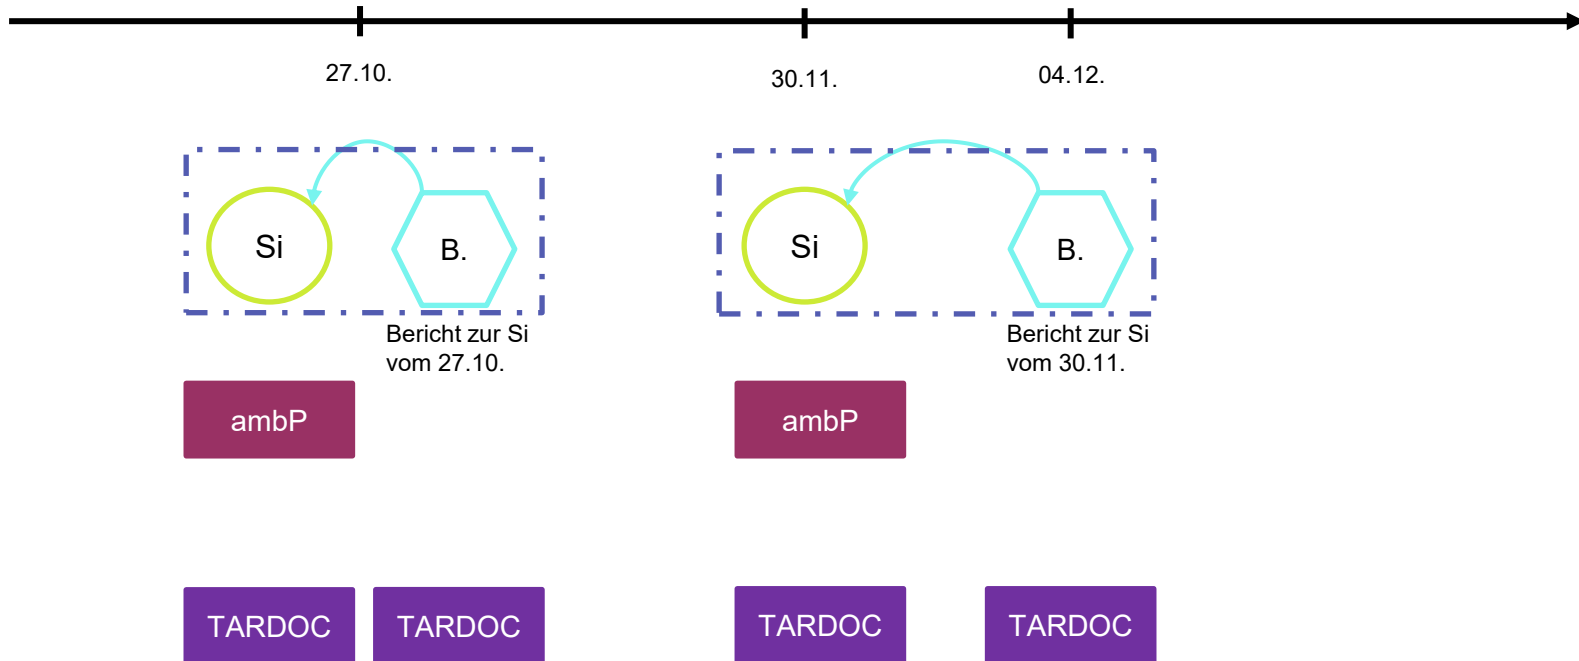 27.10.
30.11.
04.12.
Si
B.
Si
B.
Bericht zur Si
vom 27.10.
Bericht zur Si
vom 30.11.
ambP
ambP
TARDOC
TARDOC
TARDOC
TARDOC